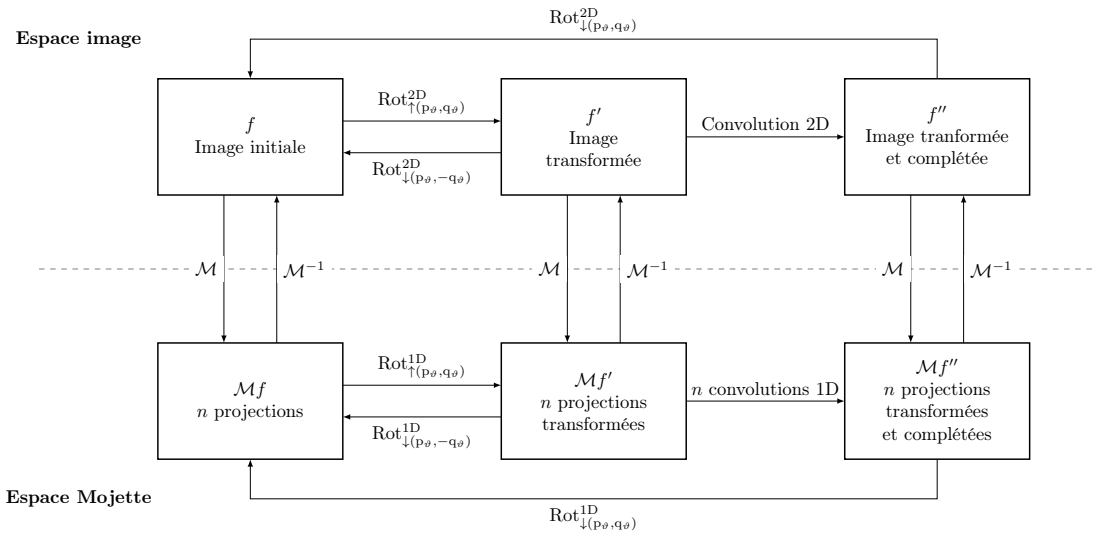 Rot^{2D}_{↓(p_ϑ,q_ϑ)}
Espace image
f
Image initiale
Rot^{2D}_{↑(p_ϑ,q_ϑ)}
Rot^{2D}_{↓(p_ϑ,−q_ϑ)}
f′
Image
transformée
Convolution 2D
f″
Image tranformée
et complétée
ℳ
ℳ^{−1}
ℳ
ℳ^{−1}
ℳ
ℳ^{−1}
ℳf
n projections
Rot^{1D}_{↑(p_ϑ,q_ϑ)}
Rot^{1D}_{↓(p_ϑ,−q_ϑ)}
ℳf′
n projections
transformées
n convolutions 1D
ℳf″
n projections
transformées
et complétées
Espace Mojette
Rot^{1D}_{↓(p_ϑ,q_ϑ)}